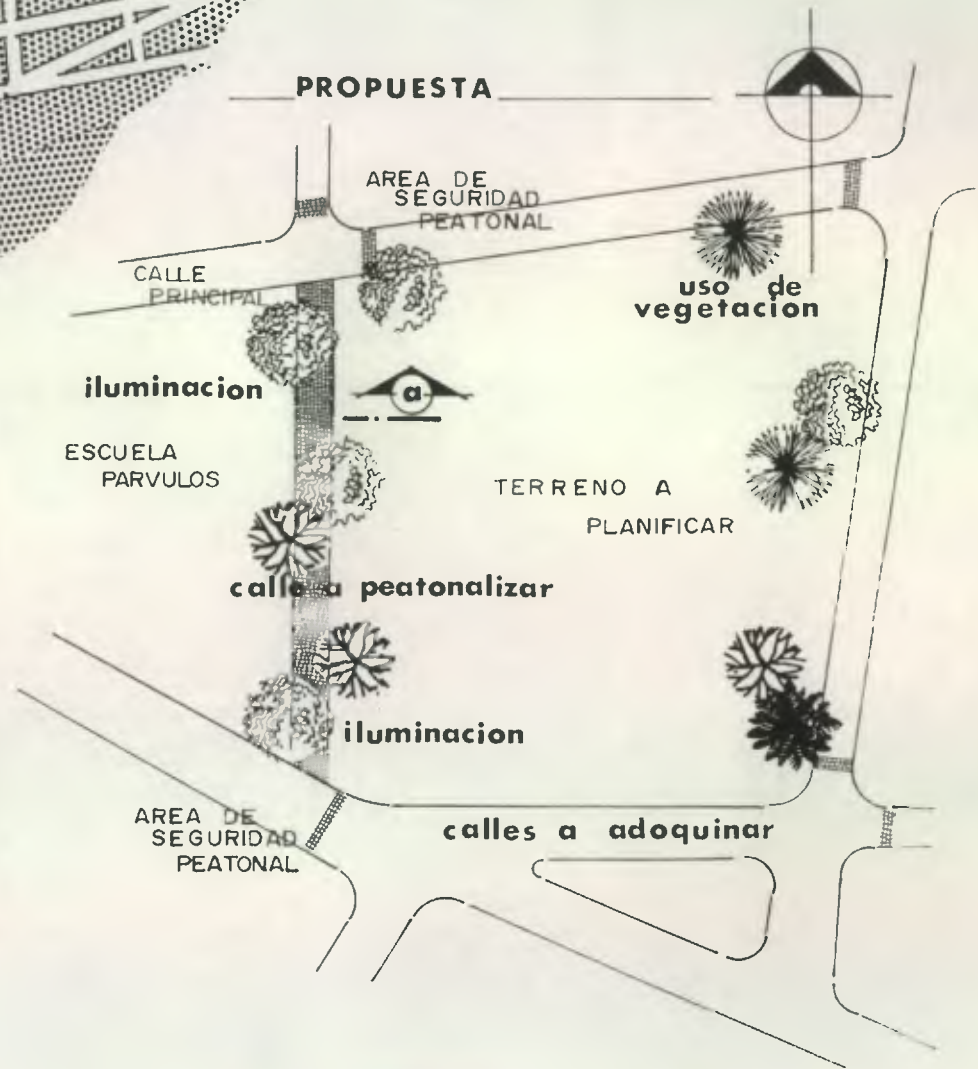 PROPUESTA
AREA DE
SEGURIDAD
PEATONAL
CALLE
PRINCIPAL
uso de
vegetacion
iluminacion
a
ESCUELA
PARVULOS
TERRENO A
PLANIFICAR
calle a peatonalizar
iluminacion
AREA DE
SEGURIDAD
PEATONAL
calles a adoquinar